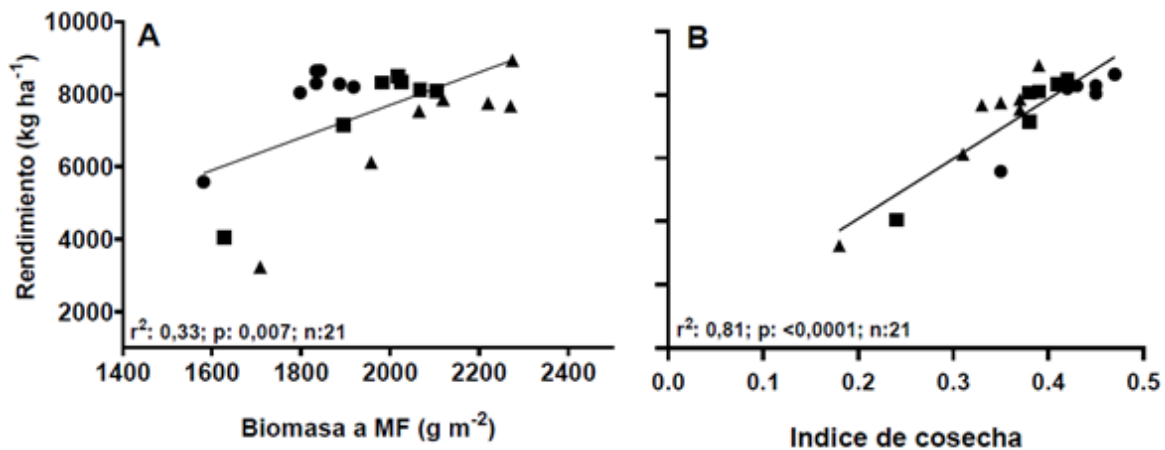 A
B
Rendimiento (kg ha⁻¹)
10000
8000
6000
4000
2000
r²: 0,33; p: 0,007; n:21
r²: 0,81; p: <0,0001; n:21
1400 1600 1800 2000 2200 2400
0.0 0.1 0.2 0.3 0.4 0.5
Biomasa a MF (g m⁻²)
Indice de cosecha